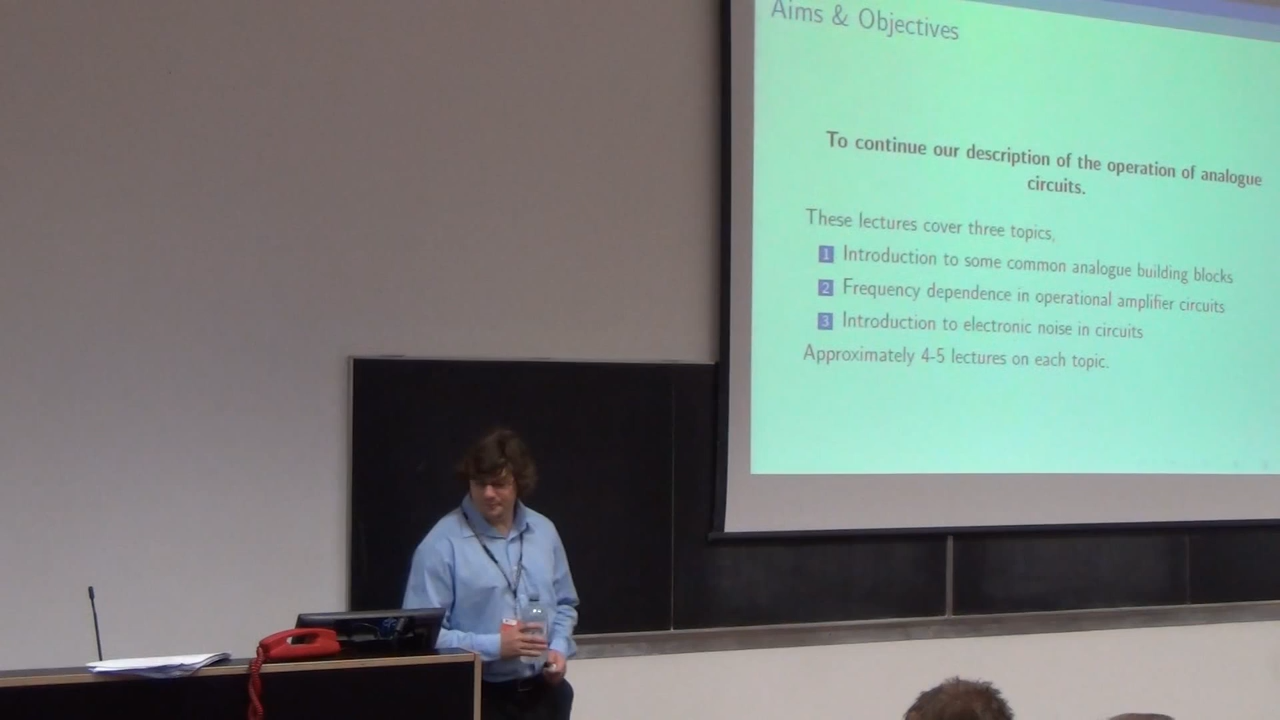 Aims & Objectives
To continue our description of the operation of analogue
circuits.
These lectures cover three topics,
1 Introduction to some common analogue building blocks
2 Frequency dependence in operational amplifier circuits
3 Introduction to electronic noise in circuits
Approximately 4-5 lectures on each topic.